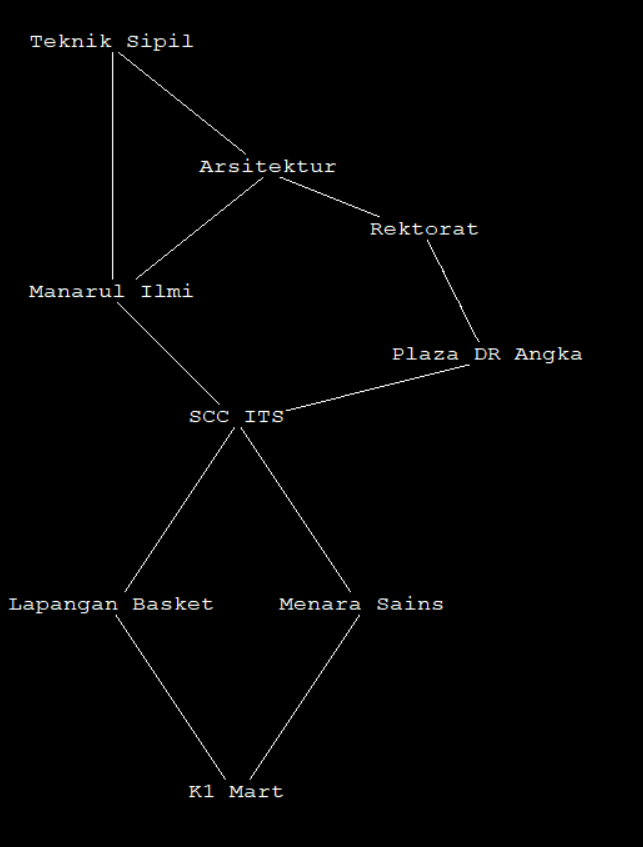 Teknik Sipil
Arsitektur
Rektorat
Manarul Ilmi
Plaza DR Angka
SCC ITS
Lapangan Basket
Menara Sains
K1 Mart